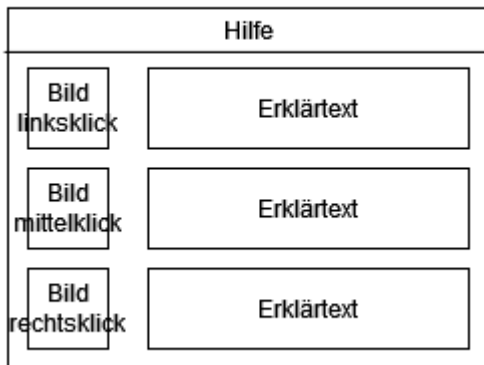 Hilfe
Bild
linksklick
Erklärtext
Bild
mittelklick
Erklärtext
Bild
rechtsklick
Erklärtext